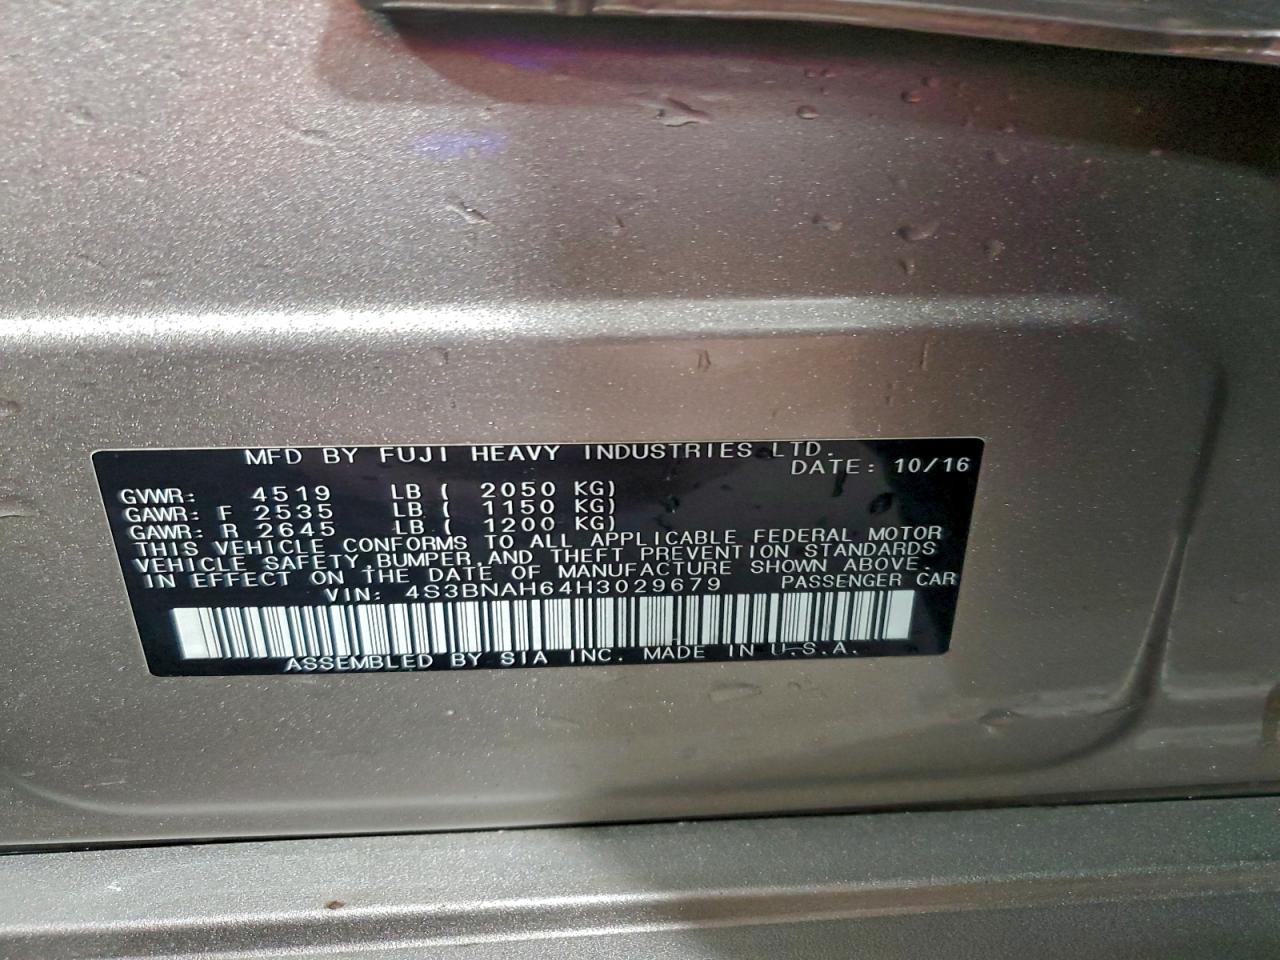 MFD BY FUJI HEAVY INDUSTRIES LTD.
DATE: 10/16
GVWR: 4519 LB ( 2050 KG)
GAWR: F 2535 LB ( 1150 KG)
GAWR: R 2645 LB ( 1200 KG)
THIS VEHICLE CONFORMS TO ALL APPLICABLE FEDERAL MOTOR
VEHICLE SAFETY,BUMPER,AND THEFT PREVENTION STANDARDS
IN EFFECT ON THE DATE OF MANUFACTURE SHOWN ABOVE.
VIN: 4S3BNAH64H3029679 PASSENGER CAR
ASSEMBLED BY SIA INC. MADE IN U.S.A.